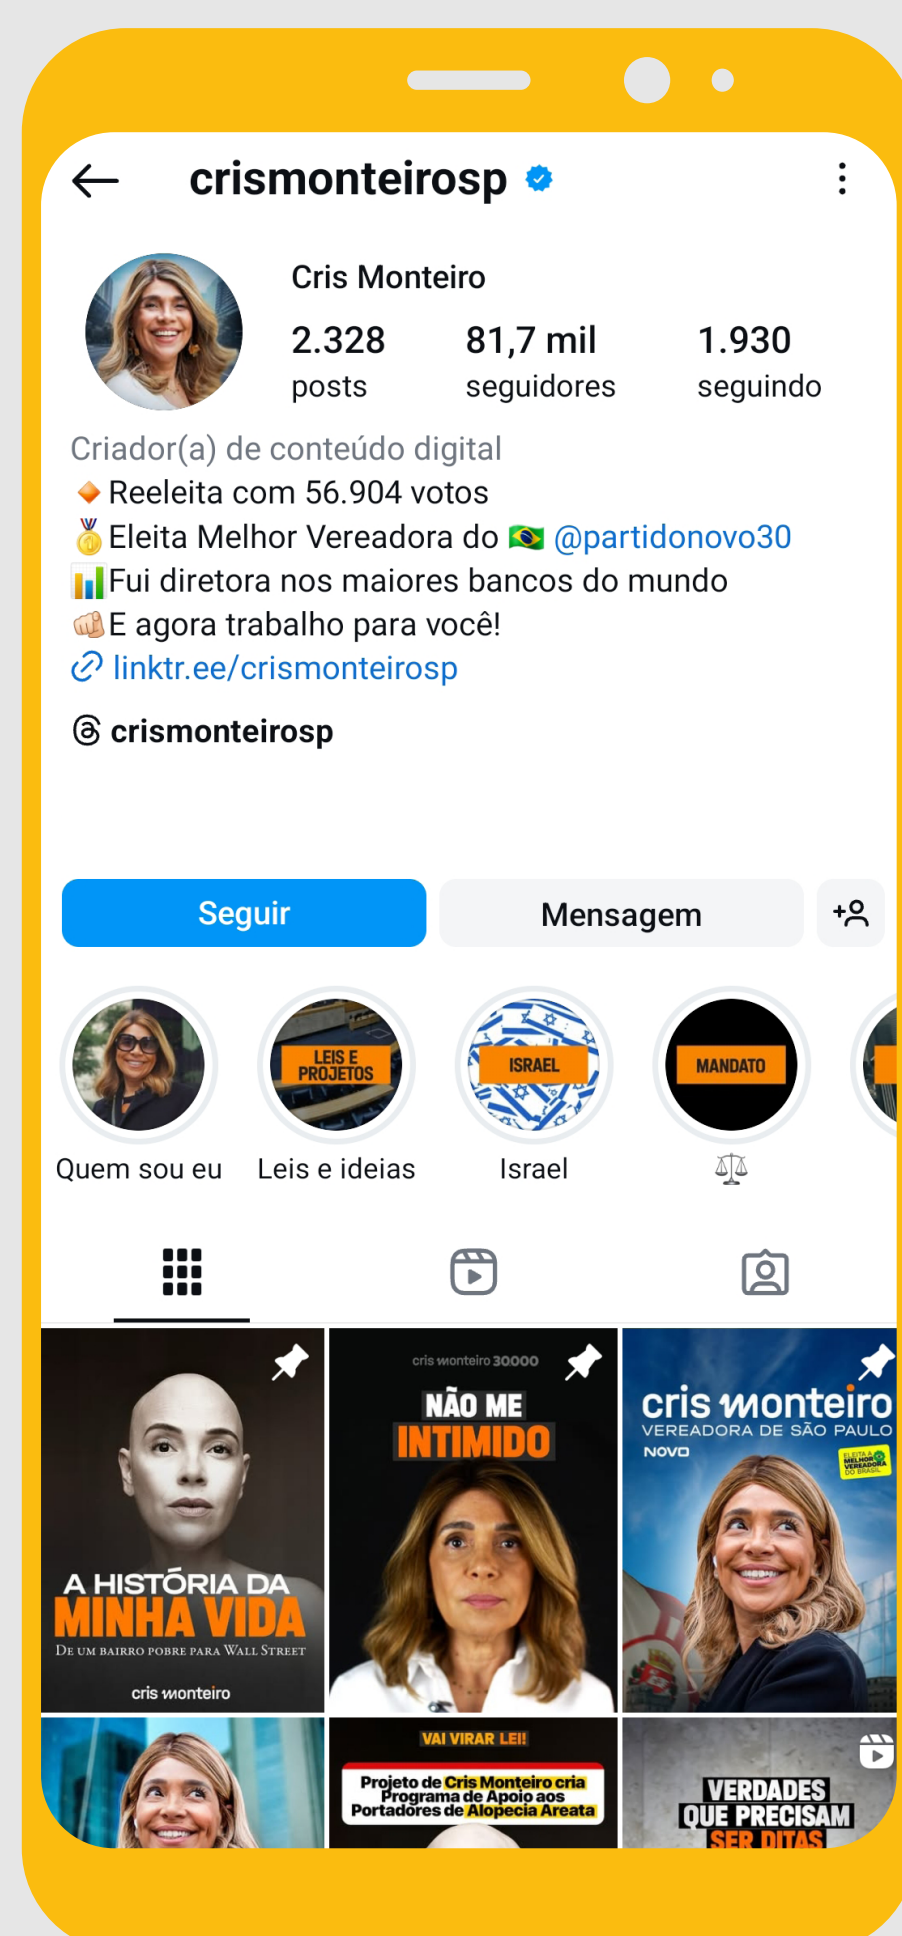 crismonteirosp
Cris Monteiro
2.328 81,7 mil 1.930
posts seguidores seguindo
Criador(a) de conteúdo digital
🔸Reeleita com 56.904 votos
🏅Eleita Melhor Vereadora do 🇧🇷 @partidonovo30
📊Fui diretora nos maiores bancos do mundo
🫵🏻E agora trabalho para você!
linktr.ee/crismonteirosp
crismonteirosp
Seguir Mensagem
LEIS E
PROJETOS
ISRAEL
MANDATO
Quem sou eu Leis e ideias Israel ⚖️
A HISTÓRIA DA
MINHA VIDA
DE UM BAIRRO POBRE PARA WALL STREET
cris monteiro
cris monteiro 30000
NÃO ME
INTIMIDO
cris monteiro
VEREADORA DE SÃO PAULO
NOVO
ELEITA A
MELHOR
VEREADORA
DO BRASIL
VAI VIRAR LEI!
Projeto de Cris Monteiro cria
Programa de Apoio aos
Portadores de Alopecia Areata
VERDADES
QUE PRECISAM
SER DITAS